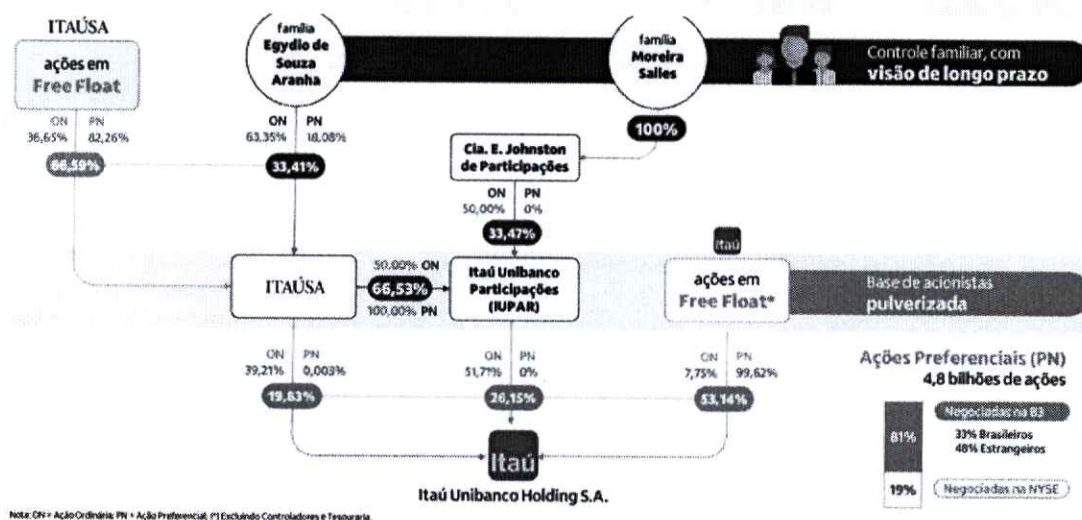 ITAÚSA
ações em
Free Float
ON PN
36,65% 82,26%
66,59%
família
Egydio de
Souza
Aranha
ON PN
63,35% 18,08%
33,41%
família
Moreira
Salles
100%
Controle familiar, com
visão de longo prazo
Cia. E. Johnston
de Participações
ON PN
50,00% 0%
33,47%
ITAÚSA
50,00% ON
66,53%
100,00% PN
Itaú Unibanco
Participações
(IUPAR)
Itaú
ações em
Free Float*
Base de acionistas
pulverizada
ON PN
39,21% 0,003%
19,83%
ON PN
51,71% 0%
26,15%
ON PN
7,75% 99,62%
53,14%
Itaú
Itaú Unibanco Holding S.A.
Ações Preferenciais (PN)
4,8 bilhões de ações
81%
Negociadas na B3
33% Brasileiros
48% Estrangeiros
19%
Negociadas na NYSE
Nota: ON = Ação Ordinária; PN = Ação Preferencial; (*) Excluindo Controladores e Tesouraria.